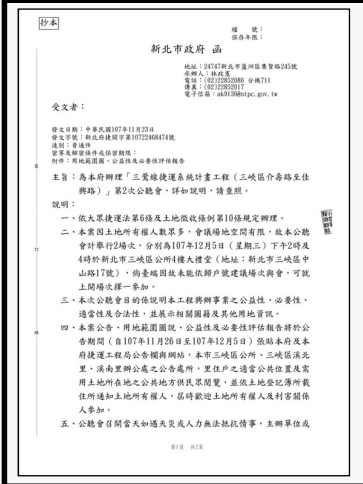 抄本
檔　號：
保存年限：
新北市政府　函
地址：24747新北市蘆洲區集賢路245號
承辦人：林政憲
電話：(02)22852086 分機711
傳真：(02)22852017
電子信箱：ak9136@ntpc.gov.tw
受文者：
發文日期：中華民國107年11月23日
發文字號：新北府捷開字第10722468474號
速別：普通件
密等及解密條件或保密期限：
附件：用地範圍圖、公益性及必要性評估報告
主旨：為本府辦理「三鶯線捷運系統計畫工程（三峽區介壽路至佳
興路）」第2次公聽會，詳如說明，請查照。
說明：
一、依大眾捷運法第6條及土地徵收條例第10條規定辦理。
二、本案因土地所有權人數眾多，會議場地空間有限，故本公聽
會計舉行2場次，分別為107年12月5日（星期三）下午2時及
4時於新北市三峽區公所4樓大禮堂（地址：新北市三峽區中
山路17號），倘臺端因故未能依歸戶號建議場次與會，可就
上開場次擇一參加。
三、本次公聽會目的係說明本工程興辦事業之公益性、必要性、
適當性及合法性，並展示相關圖籍及其他用地資訊。
四、本案公告、用地範圍圖說、公益性及必要性評估報告將於公
告期間（自107年11月26日至107年12月5日）張貼本府及本
府捷運工程局公告欄與網站，本市三峽區公所、三峽區溪北
里、溪南里辦公處之公告處所，里住戶之適當公共位置及需
用土地所在地之公共地方供民眾閱覽，並依土地登記簿所載
住所通知土地所有權人，屆時歡迎土地所有權人及利害關係
人參加。
五、公聽會召開當天如遇天災或人力無法抵抗情事，主辦單位或
裝
訂
線
第1頁　共2頁